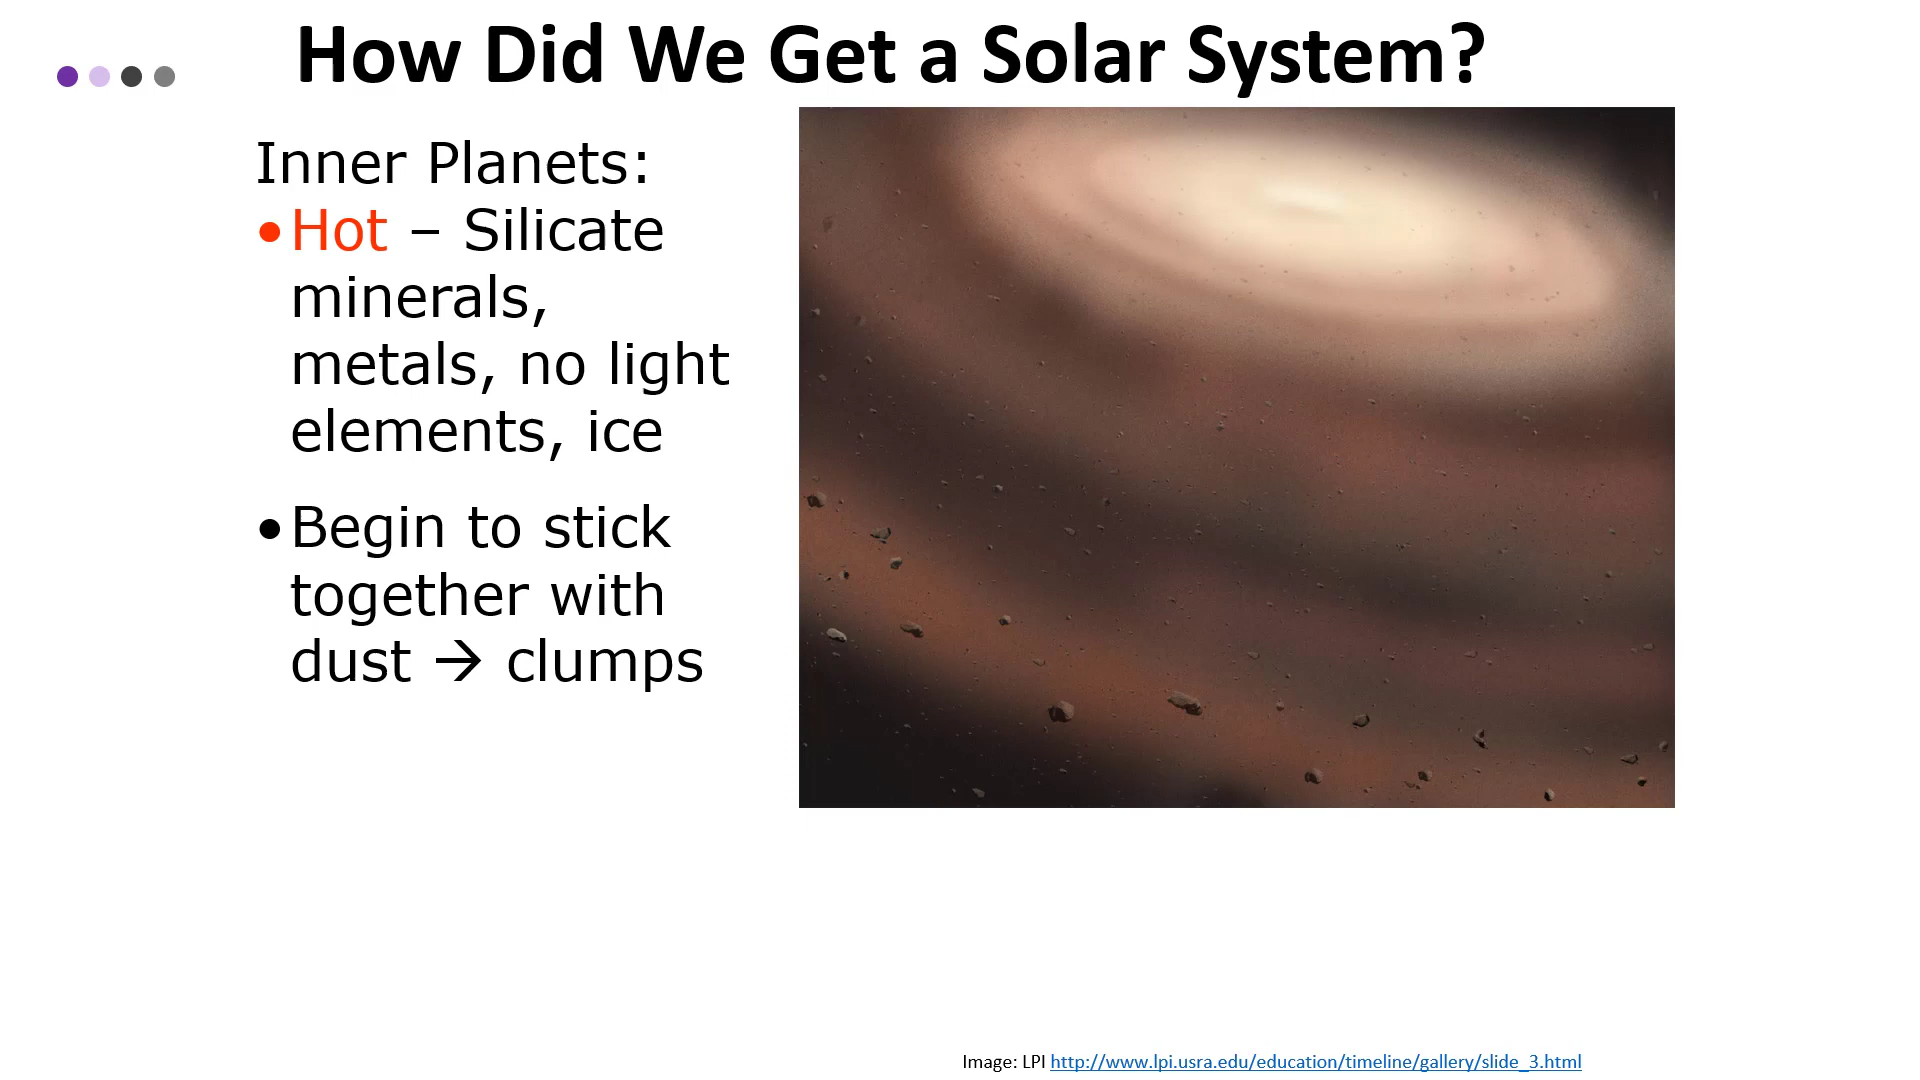 How Did We Get a Solar System?
Inner Planets:
•Hot – Silicate
minerals,
metals, no light
elements, ice
•Begin to stick
together with
dust → clumps
Image: LPI http://www.lpi.usra.edu/education/timeline/gallery/slide_3.html